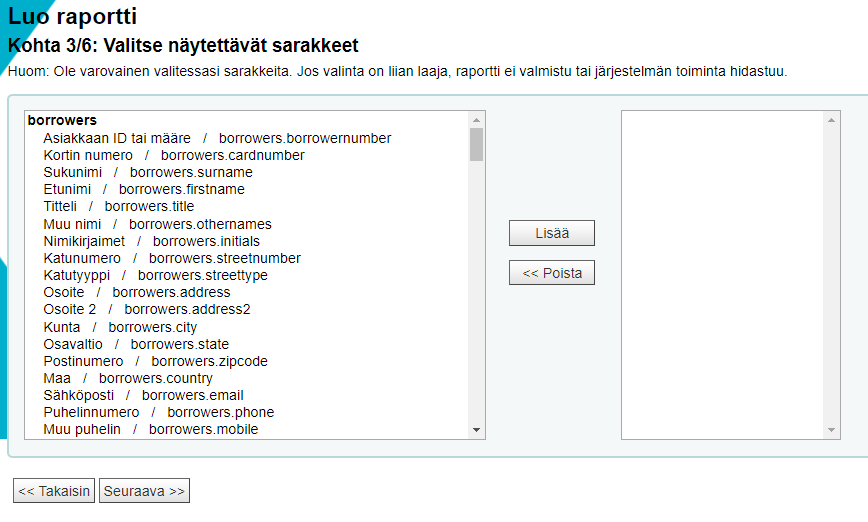 Luo raportti
Kohta 3/6: Valitse näytettävät sarakkeet
Huom: Ole varovainen valitessasi sarakkeita. Jos valinta on liian laaja, raportti ei valmistu tai järjestelmän toiminta hidastuu.
borrowers
Asiakkaan ID tai määre / borrowers.borrowernumber
Kortin numero / borrowers.cardnumber
Sukunimi / borrowers.surname
Etunimi / borrowers.firstname
Titteli / borrowers.title
Muu nimi / borrowers.othernames
Nimikirjaimet / borrowers.initials
Katunumero / borrowers.streetnumber
Katutyyppi / borrowers.streettype
Osoite / borrowers.address
Osoite 2 / borrowers.address2
Kunta / borrowers.city
Osavaltio / borrowers.state
Postinumero / borrowers.zipcode
Maa / borrowers.country
Sähköposti / borrowers.email
Puhelinnumero / borrowers.phone
Muu puhelin / borrowers.mobile
Lisää
<< Poista
<< Takaisin
Seuraava >>